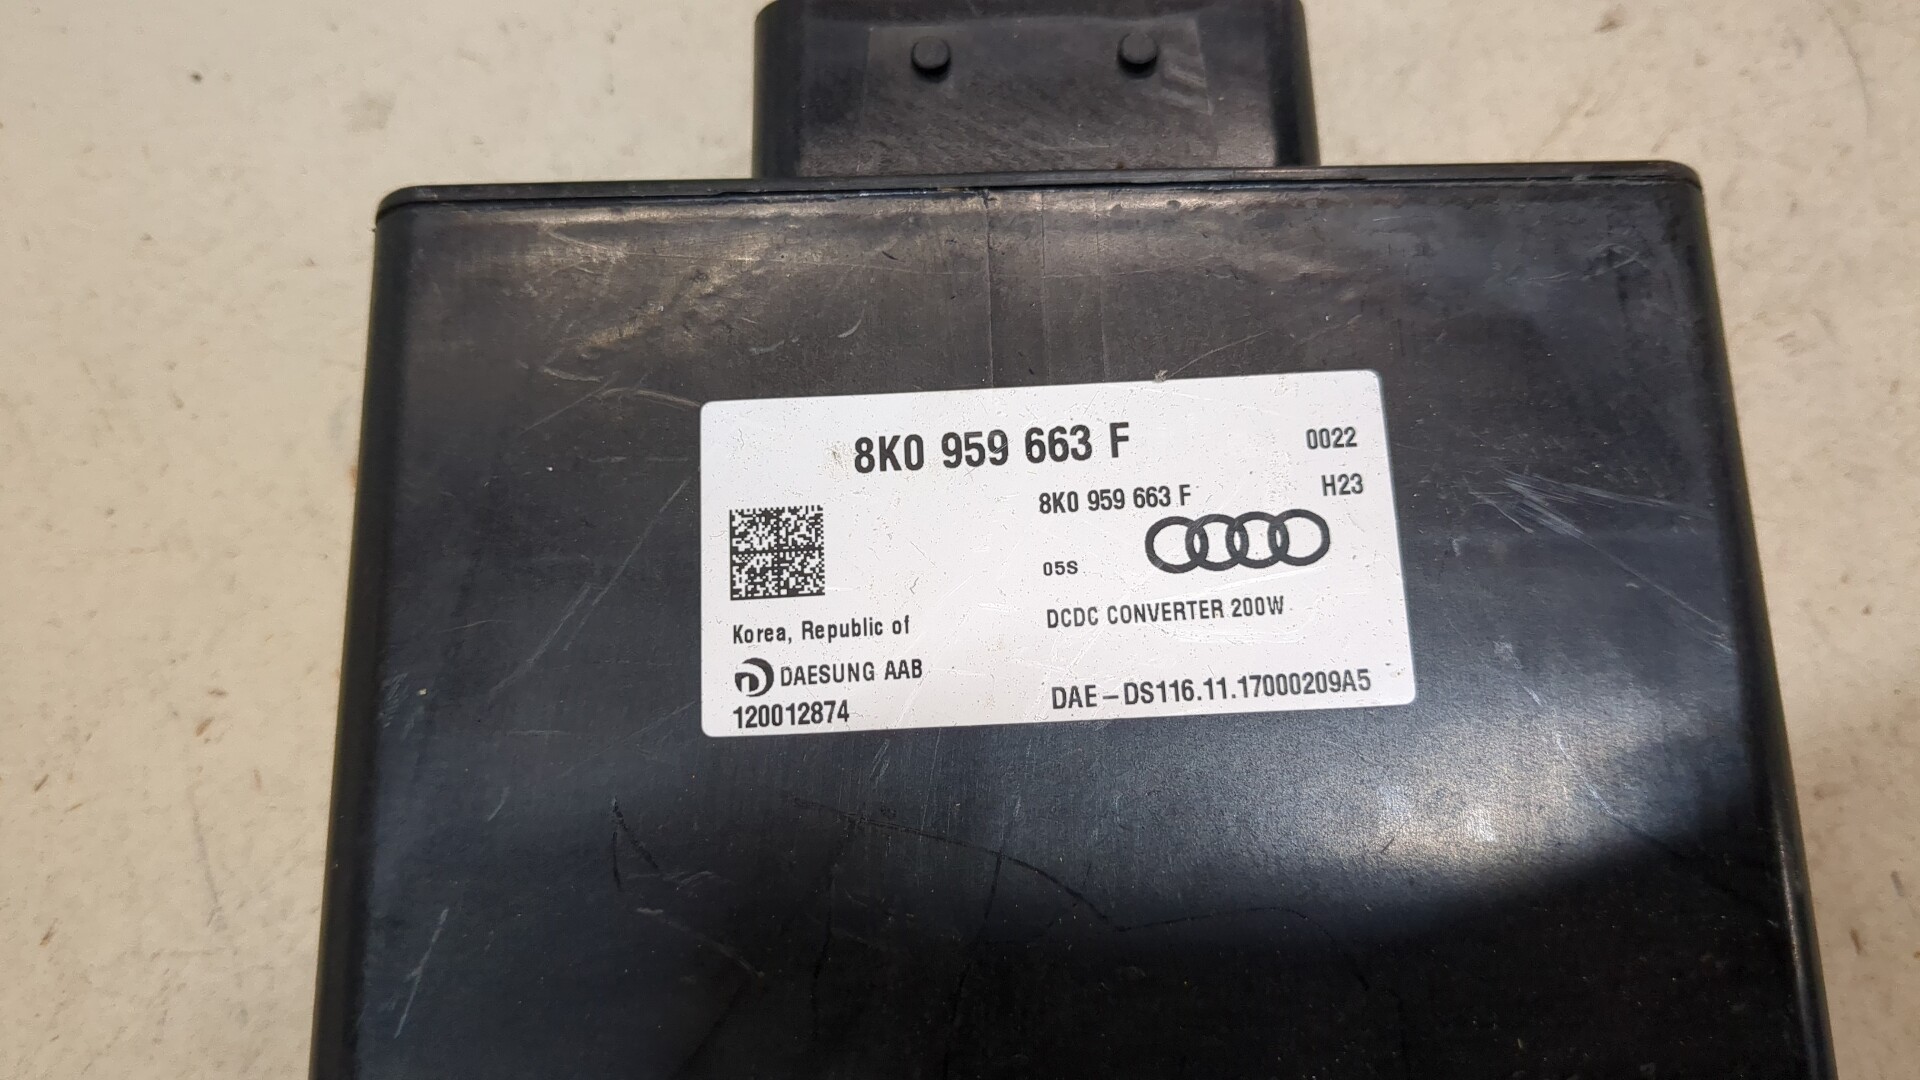 8K0 959 663 F
0022
8K0 959 663 F
H23
05S
DCDC CONVERTER 200W
Korea, Republic of
DAESUNG AAB
120012874
DAE-DS116.11.17000209A5